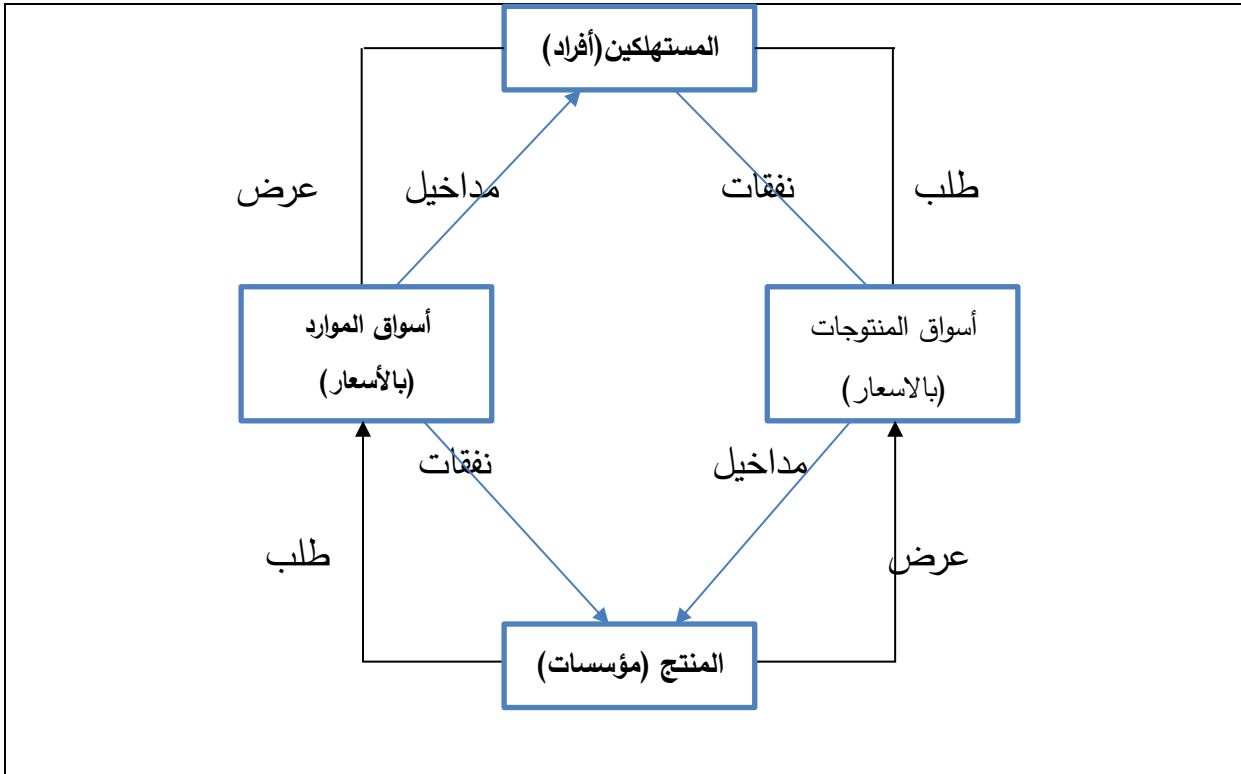 المستهلكين(أفراد)
طلب
نفقات
مداخيل
عرض
أسواق المنتوجات
(بالاسعار)
أسواق الموارد
(بالأسعار)
مداخيل
نفقات
عرض
طلب
المنتج (مؤسسات)